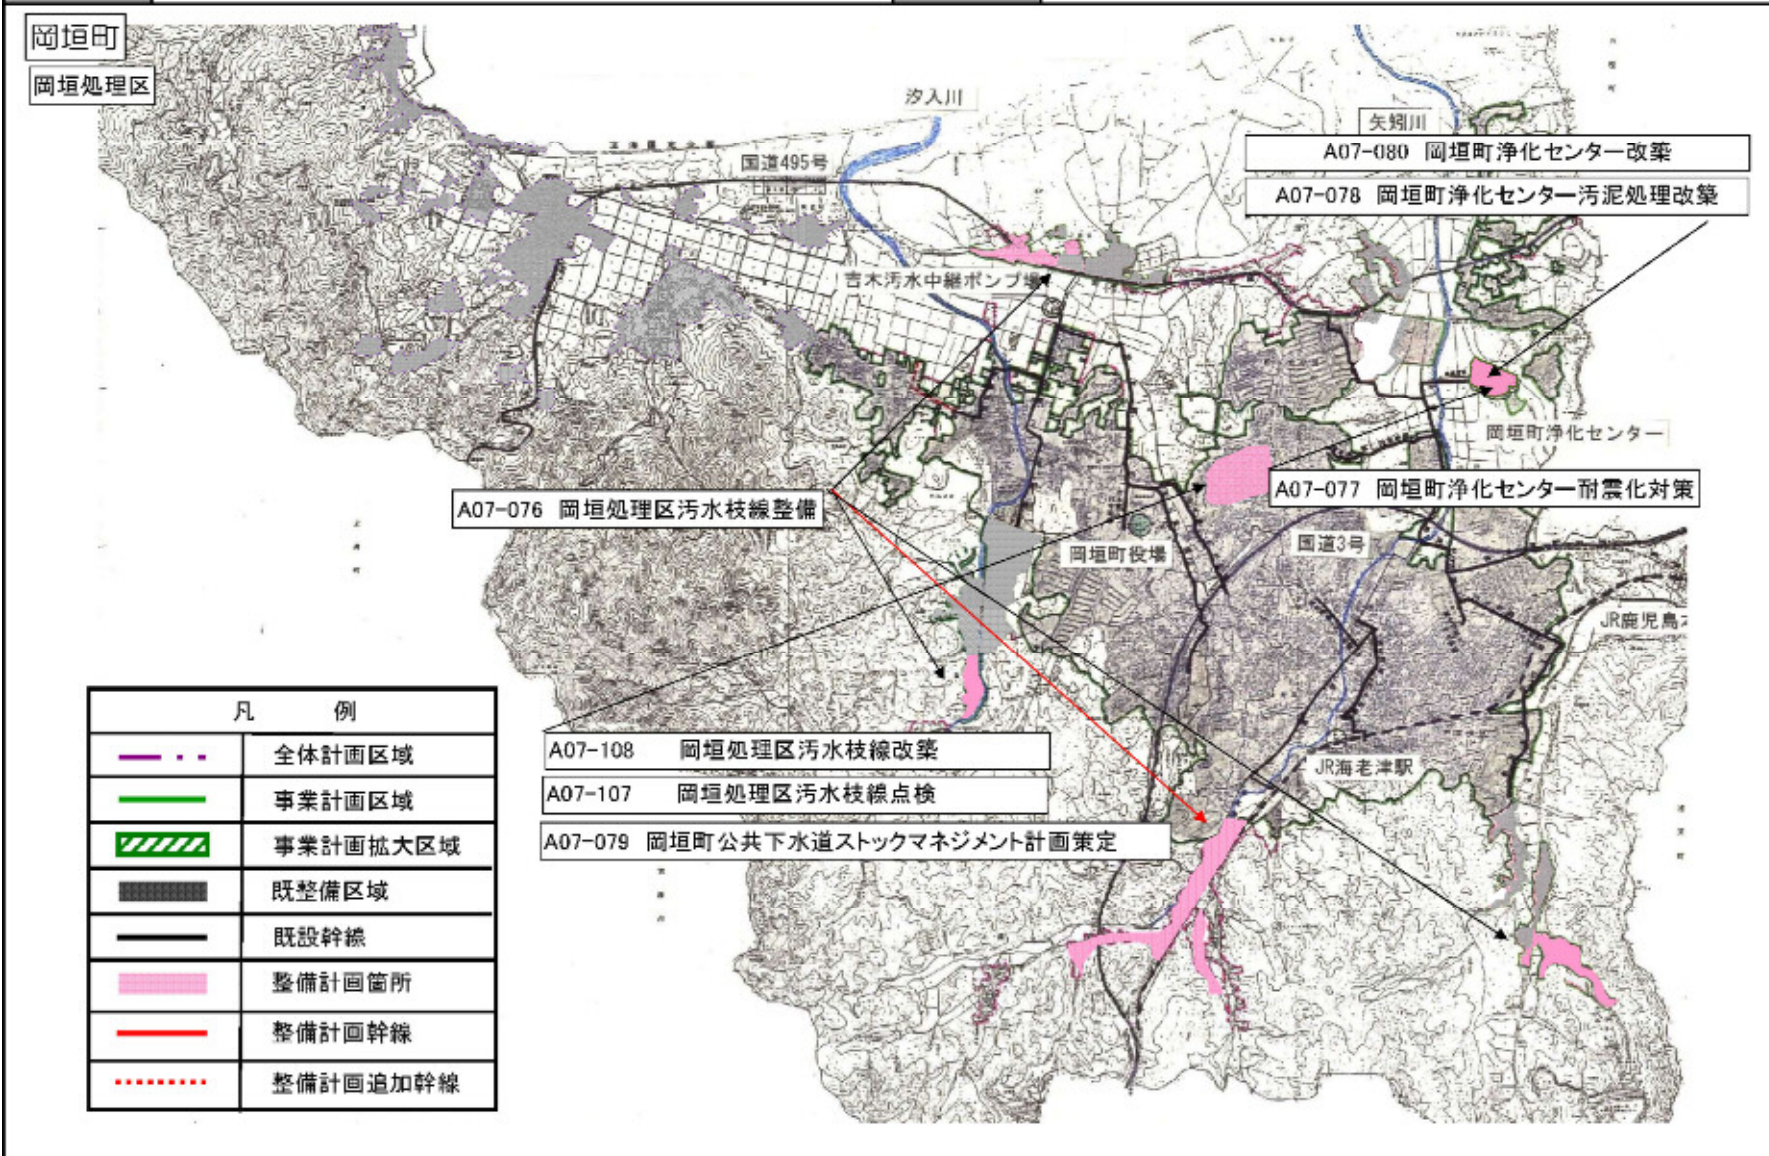 岡垣町
岡垣処理区
汐入川
矢矧川
国道495号
A07-080 岡垣町浄化センター改築
A07-078 岡垣町浄化センター汚泥処理改築
吉木汚水中継ポンプ場
岡垣町浄化センター
A07-076 岡垣処理区汚水枝線整備
A07-077 岡垣町浄化センター耐震化対策
岡垣町役場
国道3号
JR鹿児島
JR海老津駅
A07-108 岡垣処理区汚水枝線改築
A07-107 岡垣処理区汚水枝線点検
A07-079 岡垣町公共下水道ストックマネジメント計画策定
凡 例
全体計画区域
事業計画区域
事業計画拡大区域
既整備区域
既設幹線
整備計画箇所
整備計画幹線
整備計画追加幹線